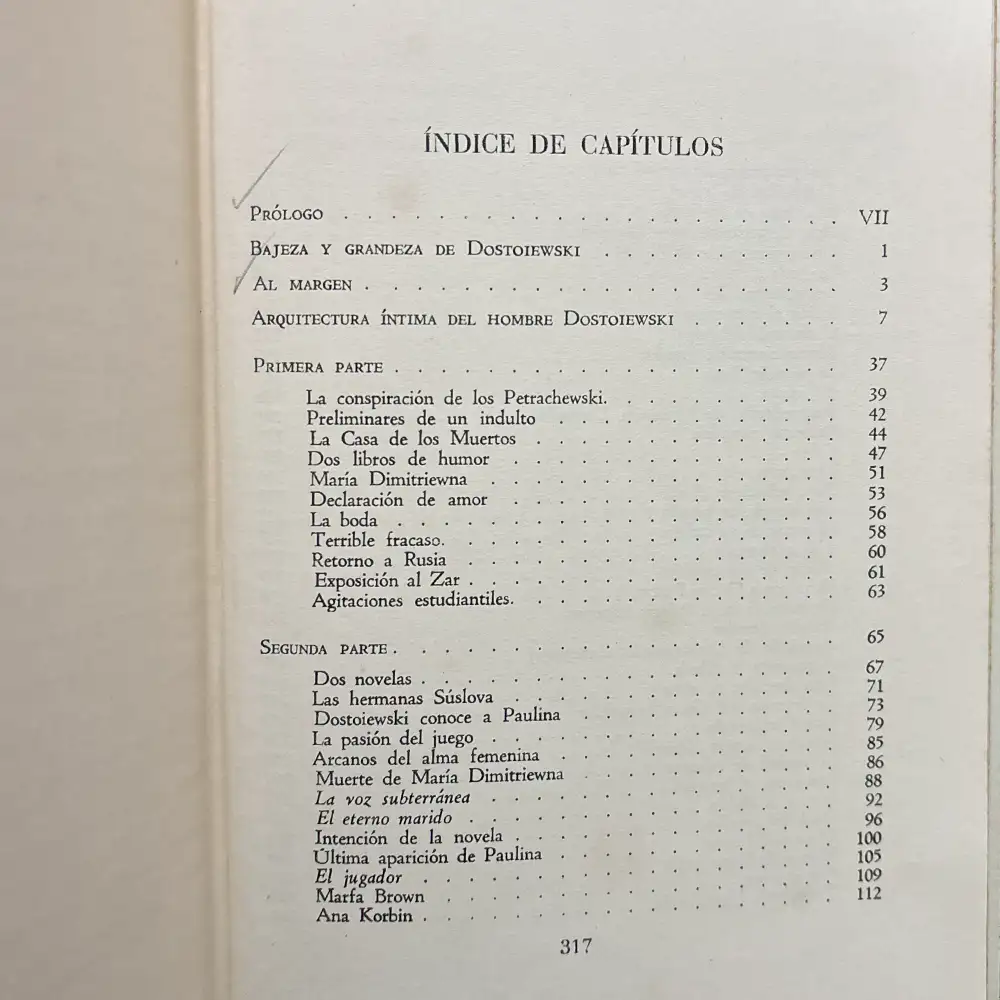 ÍNDICE DE CAPÍTULOS
PRÓLOGO . . . . . . . . . . . . . . . . . . . . . VII
BAJEZA Y GRANDEZA DE DOSTOIEWSKI . . . . . . . . . . 1
AL MARGEN . . . . . . . . . . . . . . . . . . . . 3
ARQUITECTURA ÍNTIMA DEL HOMBRE DOSTOIEWSKI . . . . . . . 7
PRIMERA PARTE . . . . . . . . . . . . . . . . . . . 37
La conspiración de los Petrachewski. . . . . . . . . . . 39
Preliminares de un indulto . . . . . . . . . . . . 42
La Casa de los Muertos . . . . . . . . . . . . . 44
Dos libros de humor . . . . . . . . . . . . . . 47
María Dimitriewna . . . . . . . . . . . . . . . 51
Declaración de amor . . . . . . . . . . . . . . 53
La boda . . . . . . . . . . . . . . . . . . . 56
Terrible fracaso. . . . . . . . . . . . . . . . . 58
Retorno a Rusia . . . . . . . . . . . . . . . . 60
Exposición al Zar . . . . . . . . . . . . . . . . 61
Agitaciones estudiantiles. . . . . . . . . . . . . . 63
SEGUNDA PARTE . . . . . . . . . . . . . . . . . . . 65
Dos novelas . . . . . . . . . . . . . . . . . . 67
Las hermanas Súslova . . . . . . . . . . . . . . 71
Dostoiewski conoce a Paulina . . . . . . . . . . . 73
La pasión del juego . . . . . . . . . . . . . . . 79
Arcanos del alma femenina . . . . . . . . . . . . 85
Muerte de María Dimitriewna . . . . . . . . . . . 86
La voz subterránea . . . . . . . . . . . . . . . 88
El eterno marido . . . . . . . . . . . . . . . . 92
Intención de la novela . . . . . . . . . . . . . . 96
Última aparición de Paulina . . . . . . . . . . . . 100
El jugador . . . . . . . . . . . . . . . . . . 105
Marfa Brown . . . . . . . . . . . . . . . . . 109
Ana Korbin . . . . . . . . . . . . . . . . . . 112
317